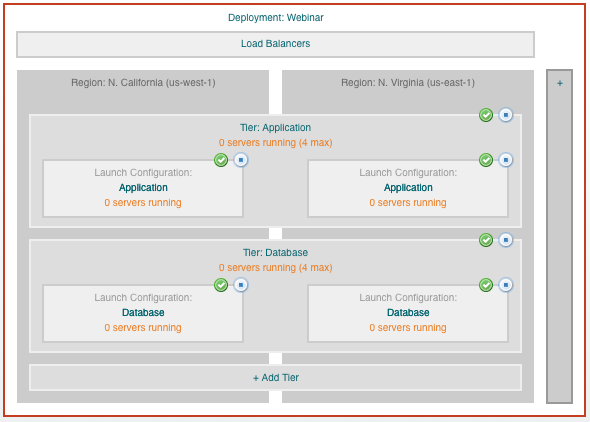 Deployment: Webinar
Load Balancers
Region: N. California (us-west-1)
Region: N. Virginia (us-east-1)
+
Tier: Application
0 servers running (4 max)
Launch Configuration:
Application
0 servers running
Launch Configuration:
Application
0 servers running
Tier: Database
0 servers running (4 max)
Launch Configuration:
Database
0 servers running
Launch Configuration:
Database
0 servers running
+ Add Tier